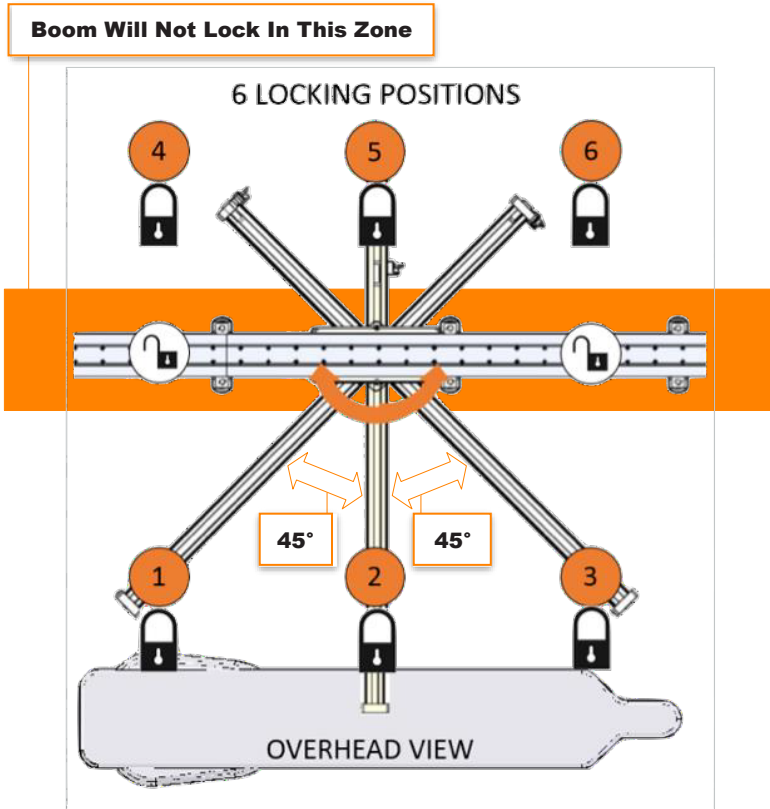 Boom Will Not Lock In This Zone
6 LOCKING POSITIONS
4 5 6
45° 45°
1 2 3
OVERHEAD VIEW